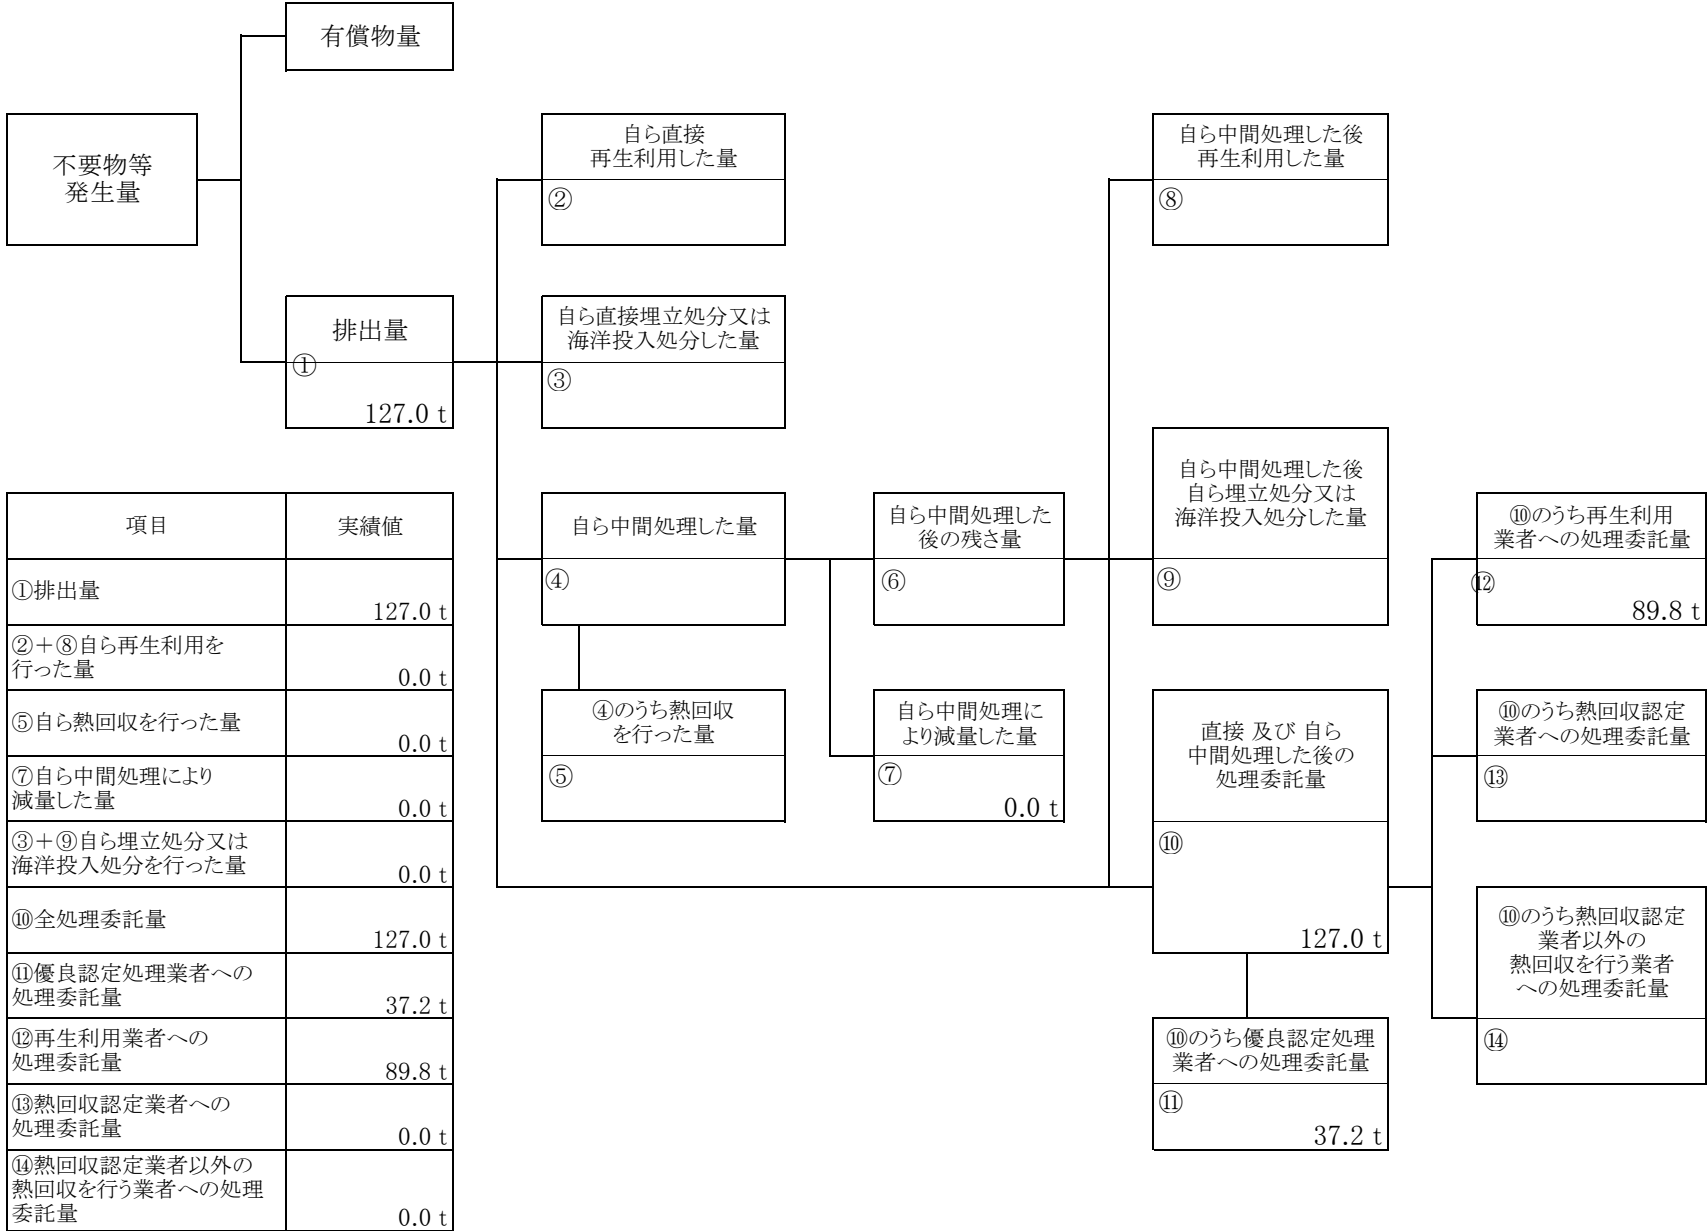 有償物量
不要物等
発生量
自ら直接
再生利用した量
②
自ら中間処理した後
再生利用した量
⑧
排出量
①
127.0 t
自ら直接埋立処分又は
海洋投入処分した量
③
自ら中間処理した量
④
自ら中間処理した
後の残さ量
⑥
自ら中間処理した後
自ら埋立処分又は
海洋投入処分した量
⑨
⑩のうち再生利用
業者への処理委託量
⑫
89.8 t
④のうち熱回収
を行った量
⑤
自ら中間処理に
より減量した量
⑦
0.0 t
直接 及び 自ら
中間処理した後の
処理委託量
⑩
127.0 t
⑩のうち熱回収認定
業者への処理委託量
⑬
⑩のうち熱回収認定
業者以外の
熱回収を行う業者
への処理委託量
⑭
⑩のうち優良認定処理
業者への処理委託量
⑪
37.2 t
項目 実績値
①排出量
127.0 t
②＋⑧自ら再生利用を
行った量
0.0 t
⑤自ら熱回収を行った量
0.0 t
⑦自ら中間処理により
減量した量
0.0 t
③＋⑨自ら埋立処分又は
海洋投入処分を行った量
0.0 t
⑩全処理委託量
127.0 t
⑪優良認定処理業者への
処理委託量
37.2 t
⑫再生利用業者への
処理委託量
89.8 t
⑬熱回収認定業者への
処理委託量
0.0 t
⑭熱回収認定業者以外の
熱回収を行う業者への処理
委託量
0.0 t